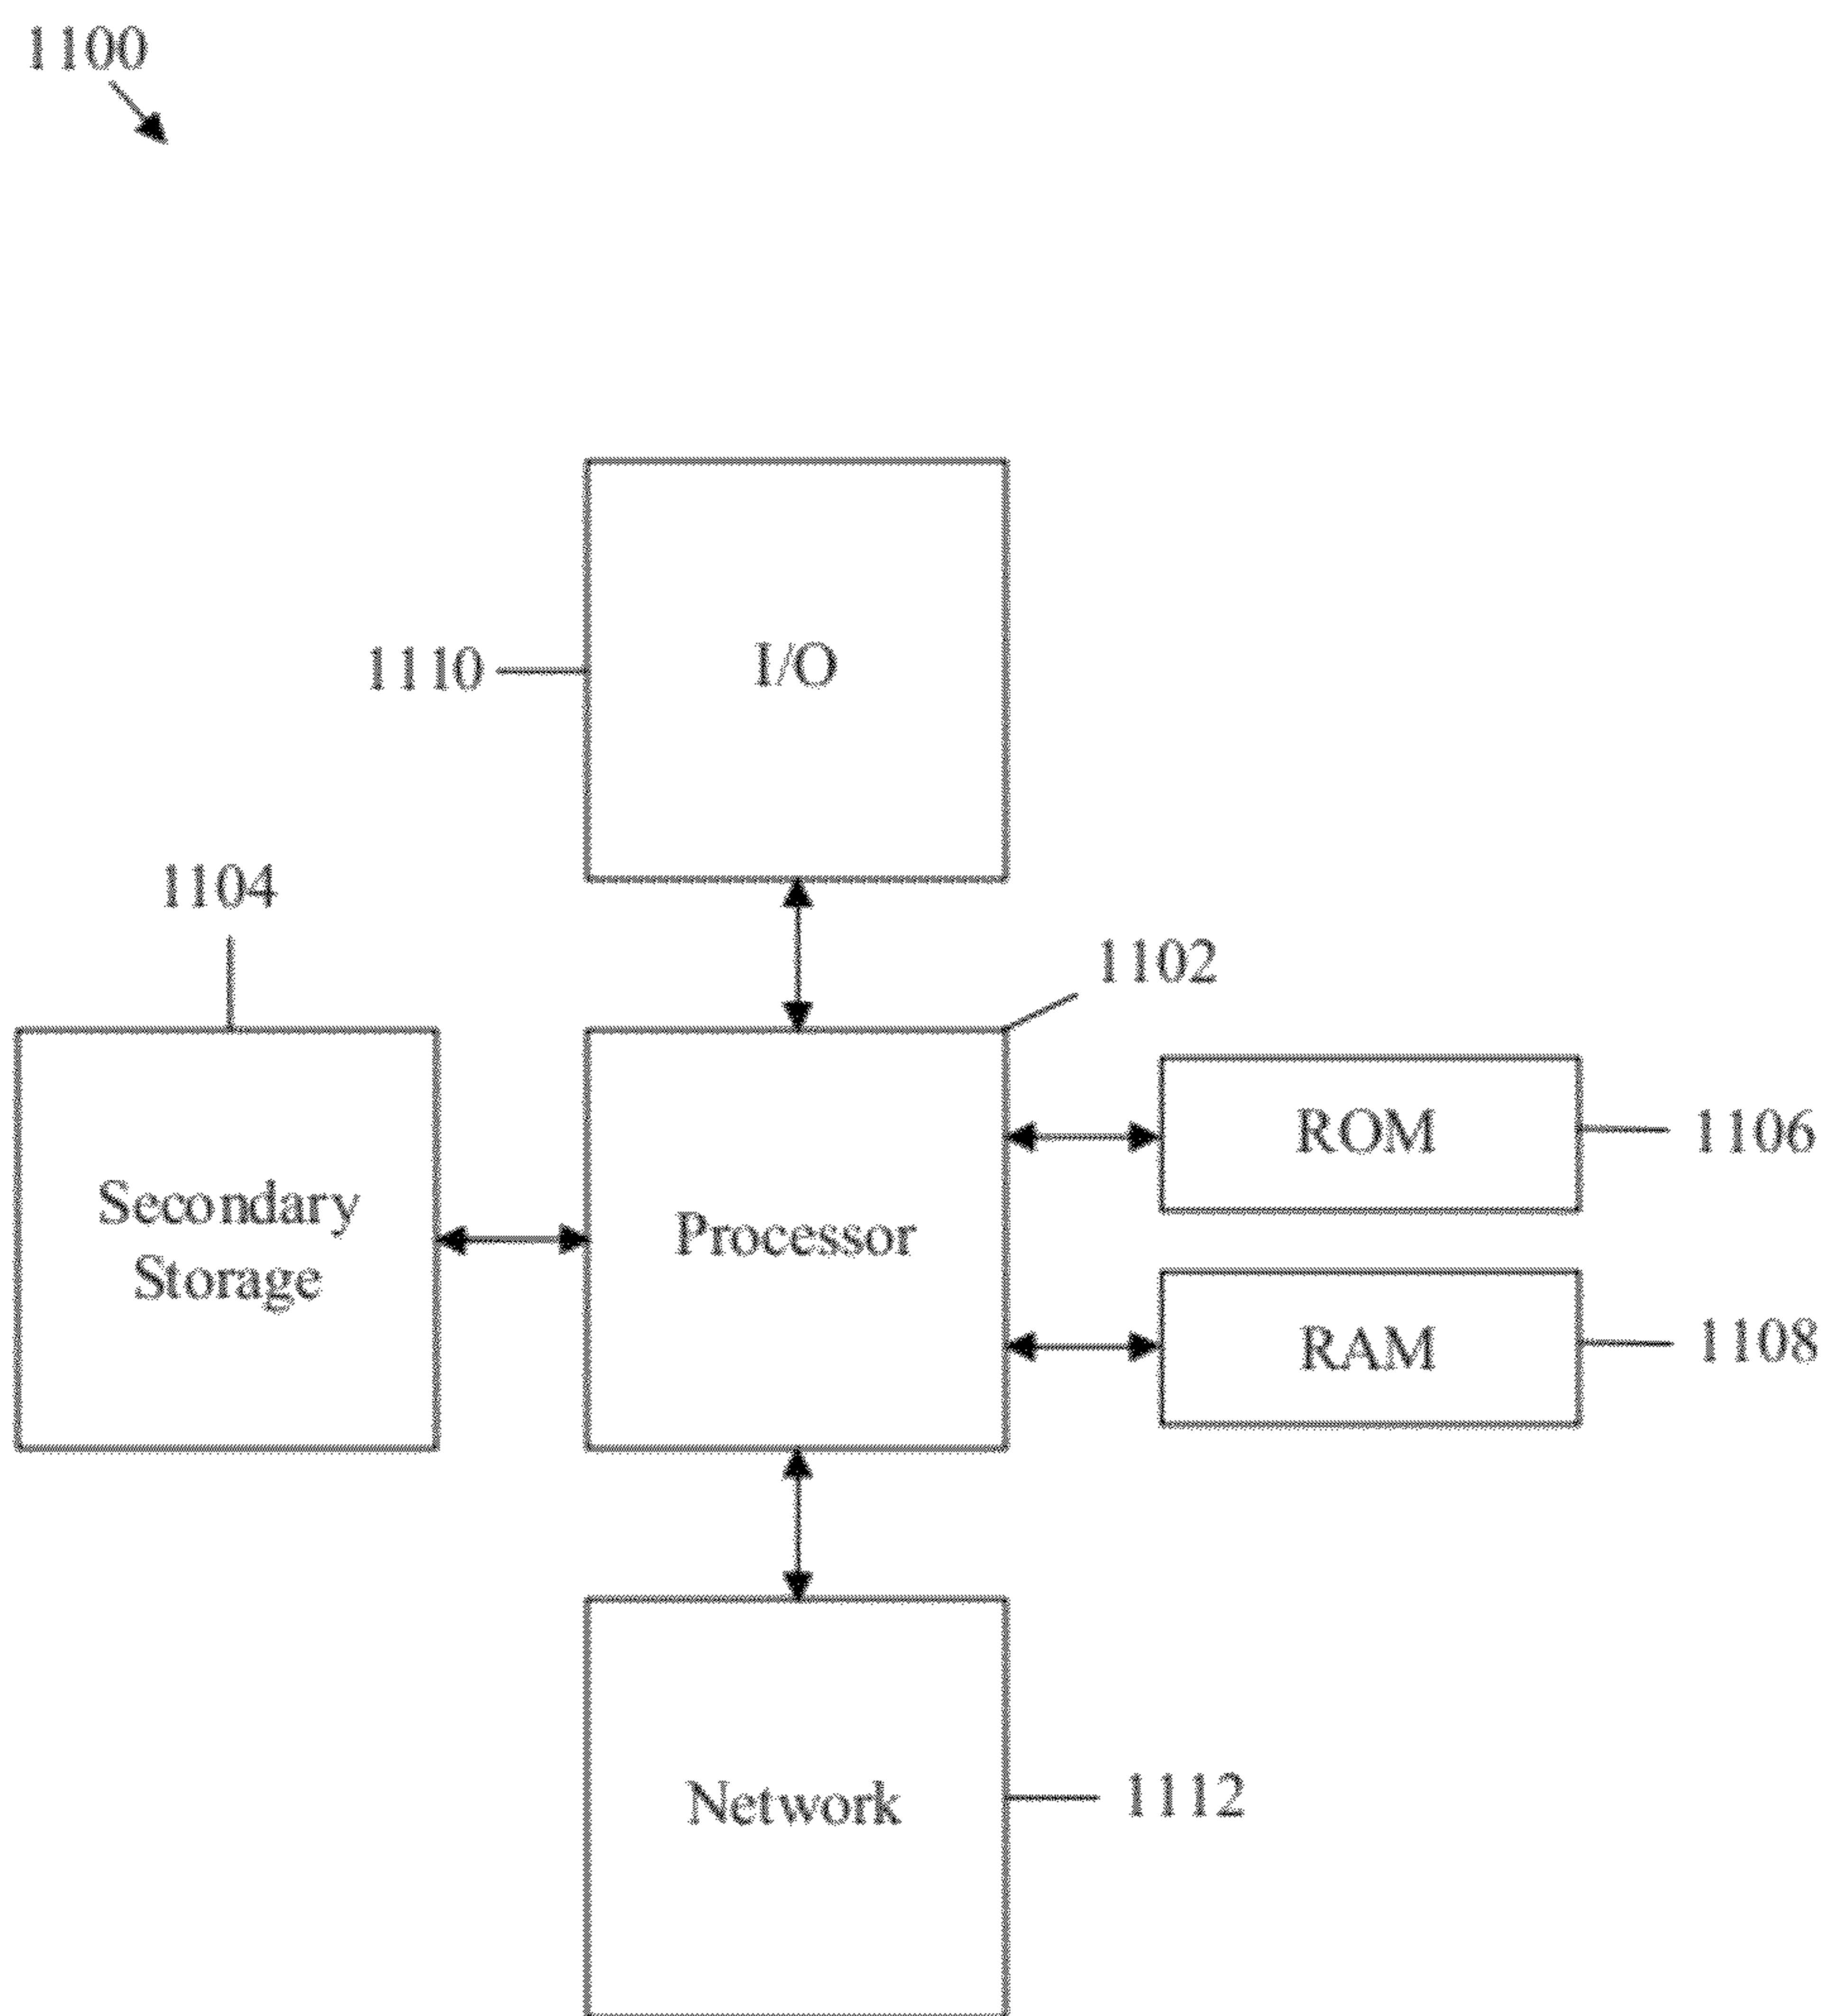 1100
I/O
1110
1104
1102
Secondary
Storage
Processor
ROM
1106
RAM
1108
Network
1112